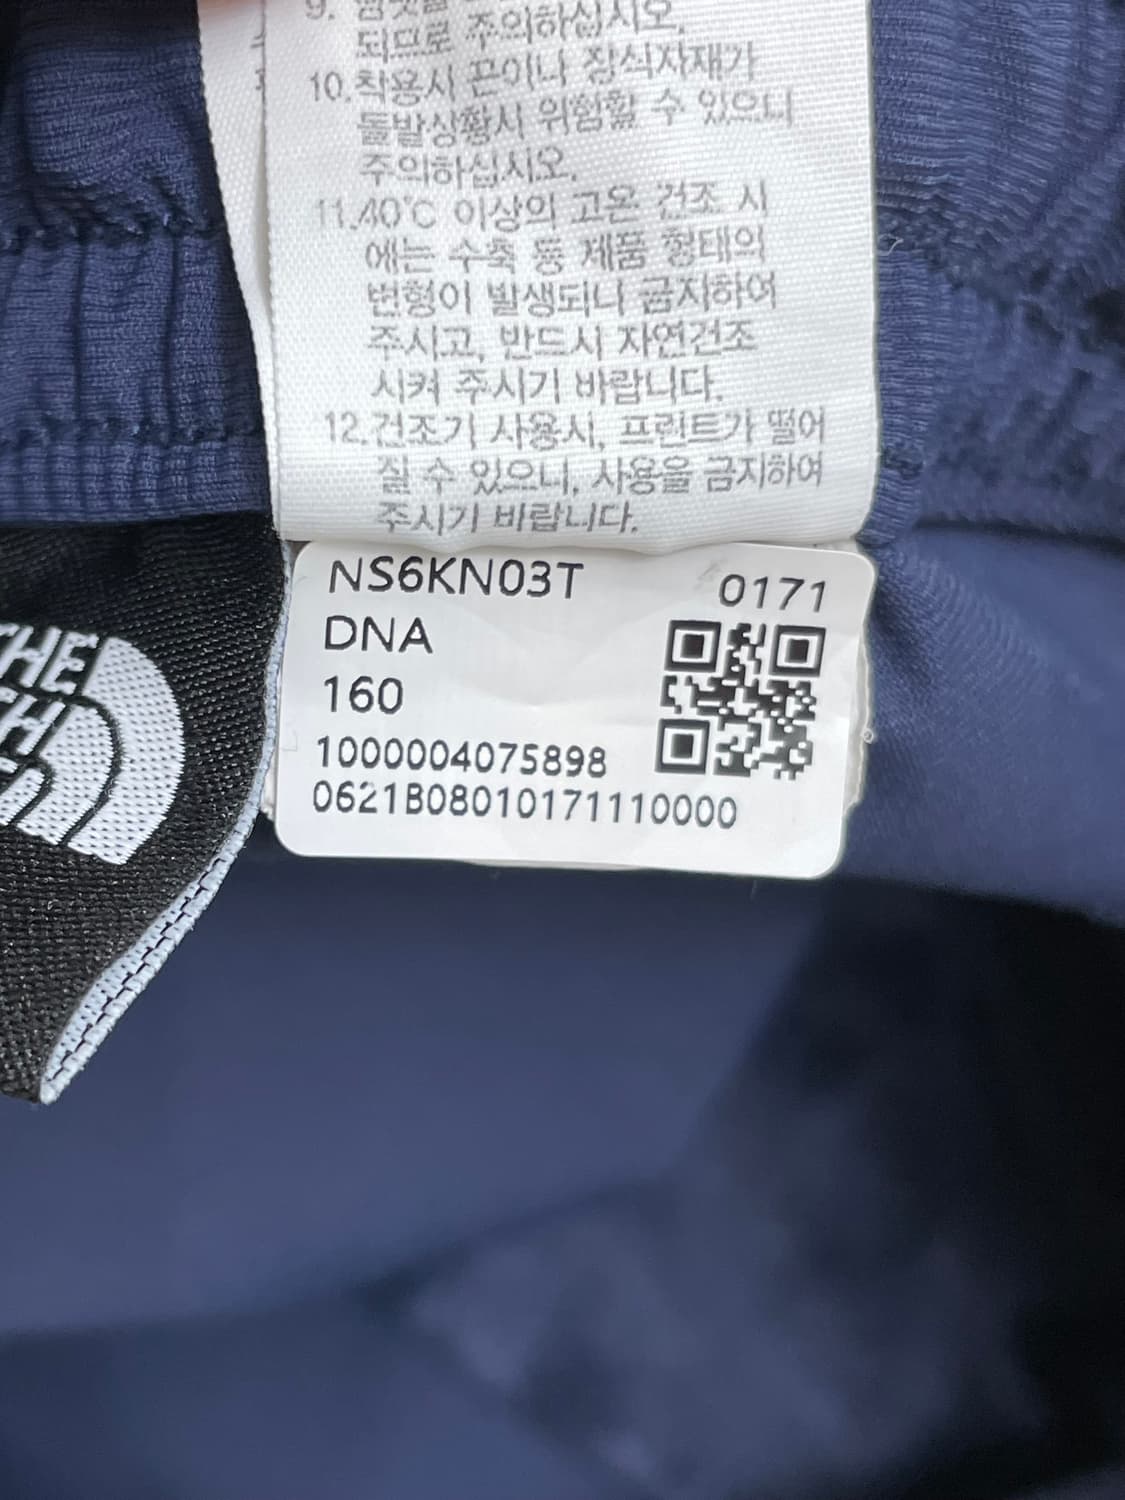 되므로 주의하십시오.
10.착용시 끈이나 장식자재가
돌발상황시 위험할 수 있으니
주의하십시오.
11.40℃ 이상의 고온 건조 시
에는 수축 등 제품 형태의
변형이 발생되니 금지하여
주시고, 반드시 자연건조
시켜 주시기 바랍니다.
12.건조기 사용시, 프린트가 떨어
질 수 있으니, 사용을 금지하여
주시기 바랍니다.
NS6KN03T 0171
DNA
160
1000004075898
0621B08010171110000
THE